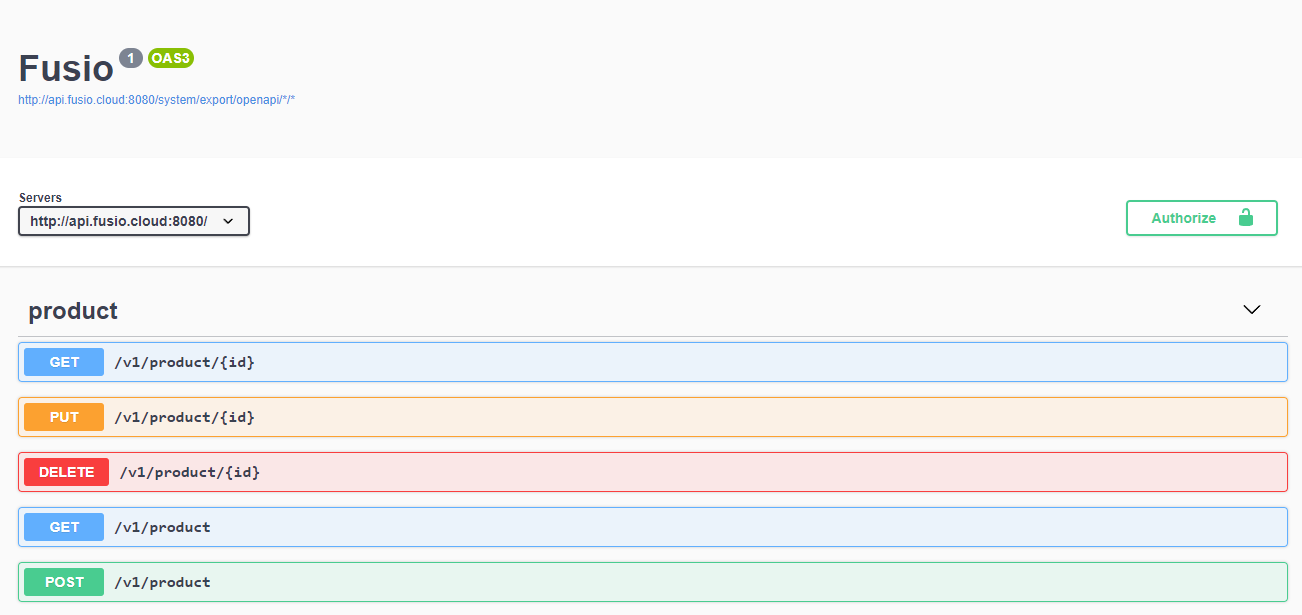 Fusio 1 OAS3
http://api.fusio.cloud:8080/system/export/openapi/*/*
Servers
http://api.fusio.cloud:8080/
Authorize
product
GET /v1/product/{id}
PUT /v1/product/{id}
DELETE /v1/product/{id}
GET /v1/product
POST /v1/product